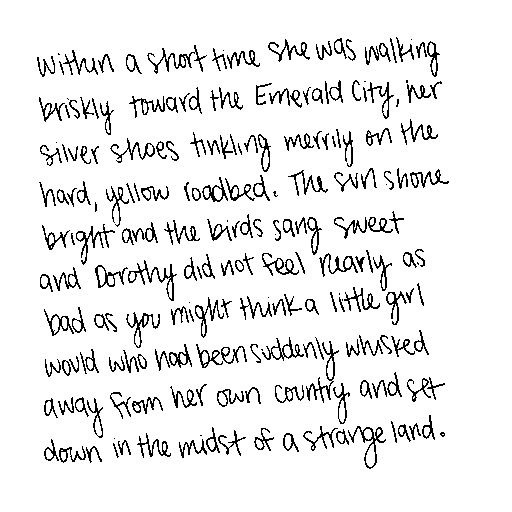 Within a short time she was walking
briskly toward the Emerald City, her
silver shoes tinkling merrily on the
hard, yellow roadbed. The sun shone
bright and the birds sang sweet
and Dorothy did not feel nearly as
bad as you might think a little girl
would who had been suddenly whisked
away from her own country and set
down in the midst of a strange land.